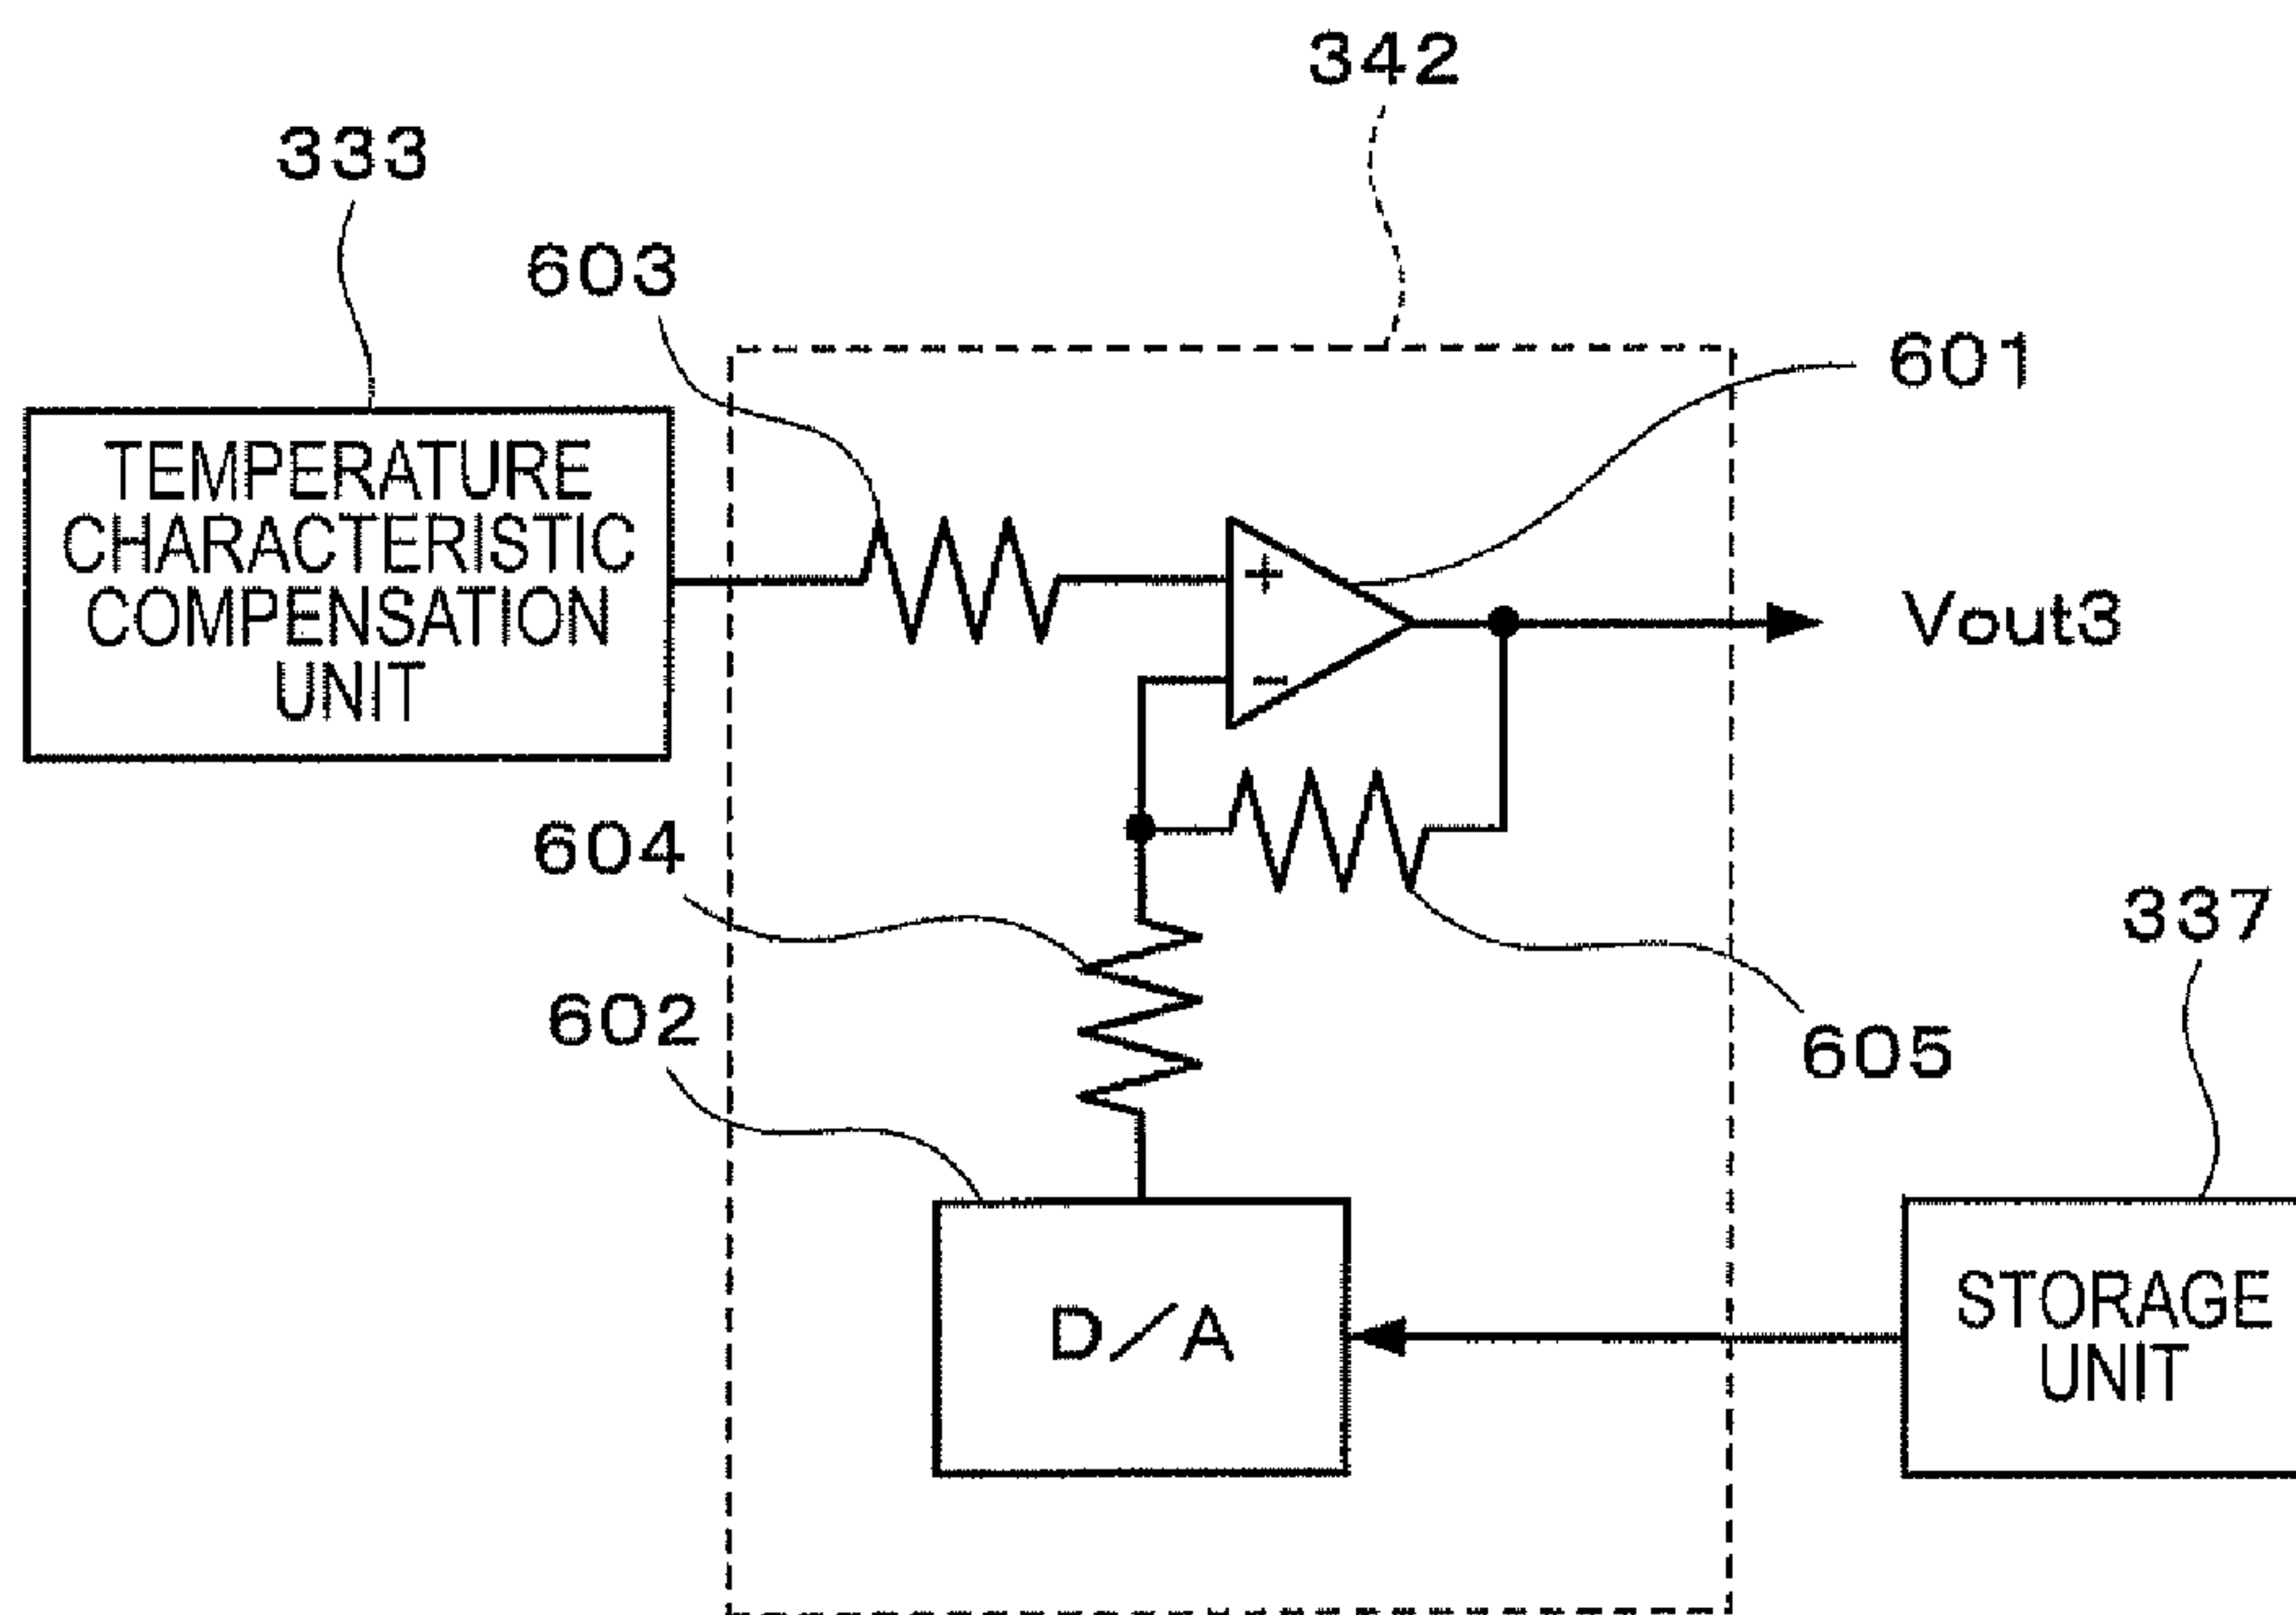 342
333
603
601
TEMPERATURE
CHARACTERISTIC
COMPENSATION
UNIT
+
Vout3
−
604
337
602
605
D/A
STORAGE
UNIT